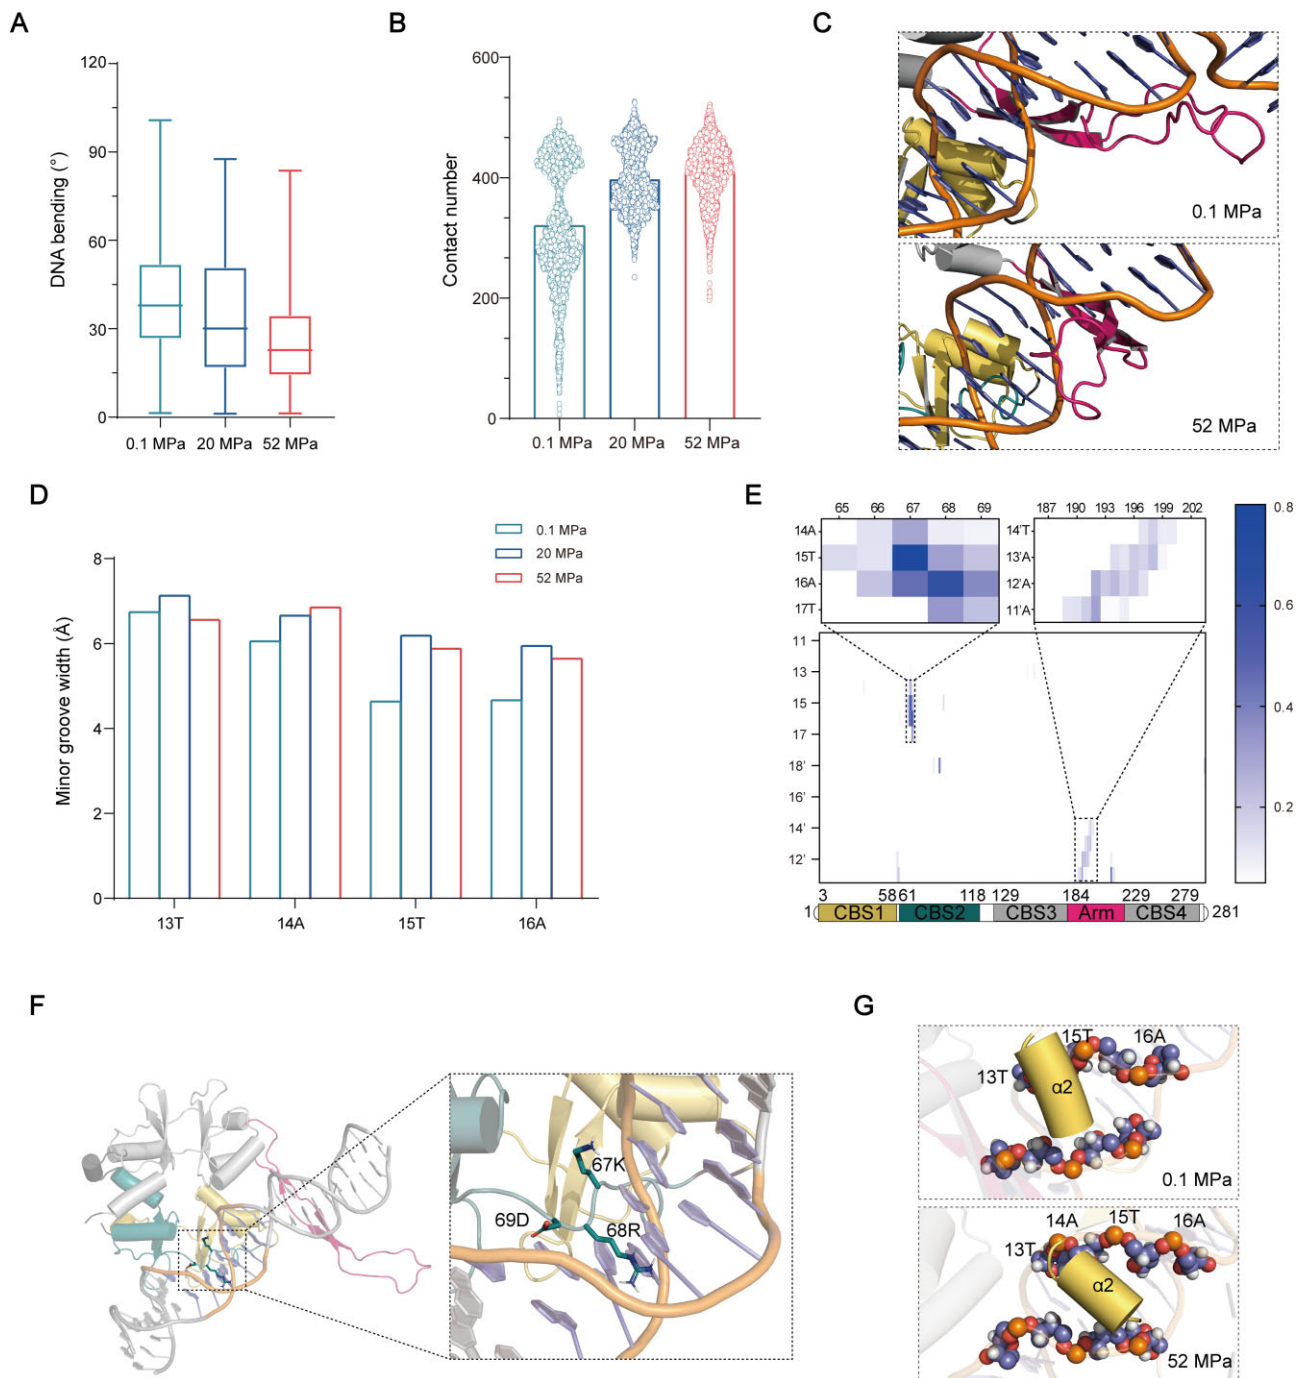 A
120
90
60
30
0
DNA bending (°)
0.1 MPa 20 MPa 52 MPa
B
600
400
200
0
Contact number
0.1 MPa 20 MPa 52 MPa
C
0.1 MPa
52 MPa
D
0.1 MPa
20 MPa
52 MPa
8
6
4
2
0
Minor groove width (Å)
13T 14A 15T 16A
E
65 66 67 68 69
14A
15T
16A
17T
187 190 193 196 199 202
14'T
13'A
12'A
11'A
0.8
0.6
0.4
0.2
11
13
15
17
18'
16'
14'
12'
3 58 61 118 129 184 229 279
1 CBS1 CBS2 CBS3 Arm CBS4 281
F
67K
69D
68R
G
15T 16A
13T
α2
0.1 MPa
14A 15T 16A
13T
α2
52 MPa